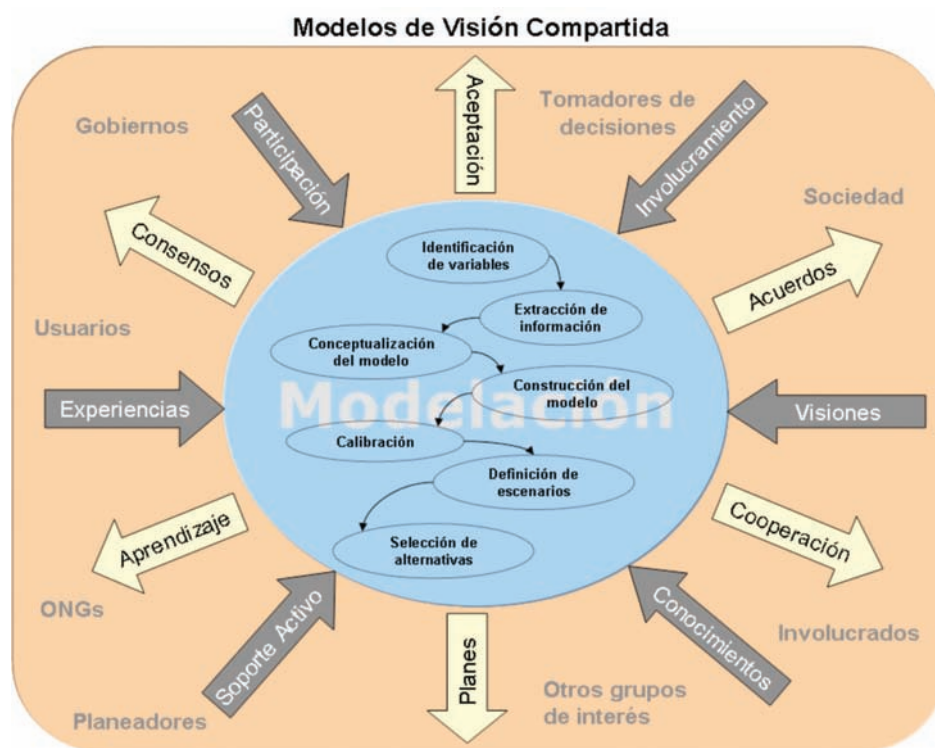 Modelos de Visión Compartida
Gobiernos
Participación
Aceptación
Tomadores de
decisiones
Involucramiento
Sociedad
Consensos
Acuerdos
Usuarios
Identificación
de variables
Extracción de
información
Conceptualización
del modelo
Construcción del
modelo
Modelación
Calibración
Definición de
escenarios
Selección de
alternativas
Experiencias
Visiones
Aprendizaje
Cooperación
ONGs
Soporte Activo
Planes
Conocimientos
Involucrados
Planeadores
Otros grupos
de interés